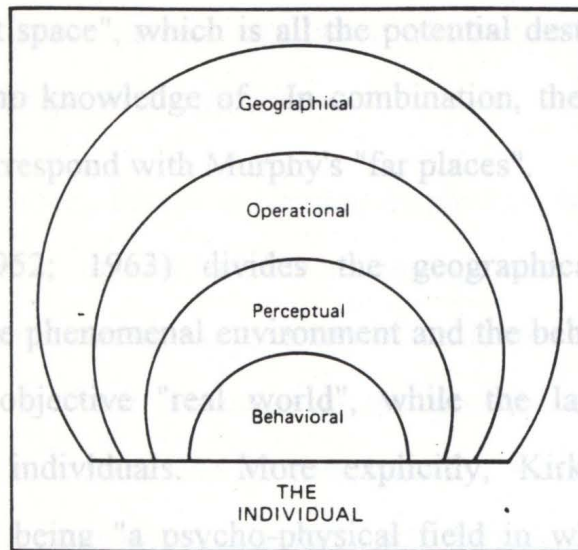 space", which is all the potential
knowledge of. In combination, the
Geographical
with Murphy's "far places".
Operational
1963) divides the
Perceptual
phenomenal environment and the
objective "real world", while the
Behavioral
individuals. More explicitly, Kirk
THE
INDIVIDUAL
being "a psycho-physical field in